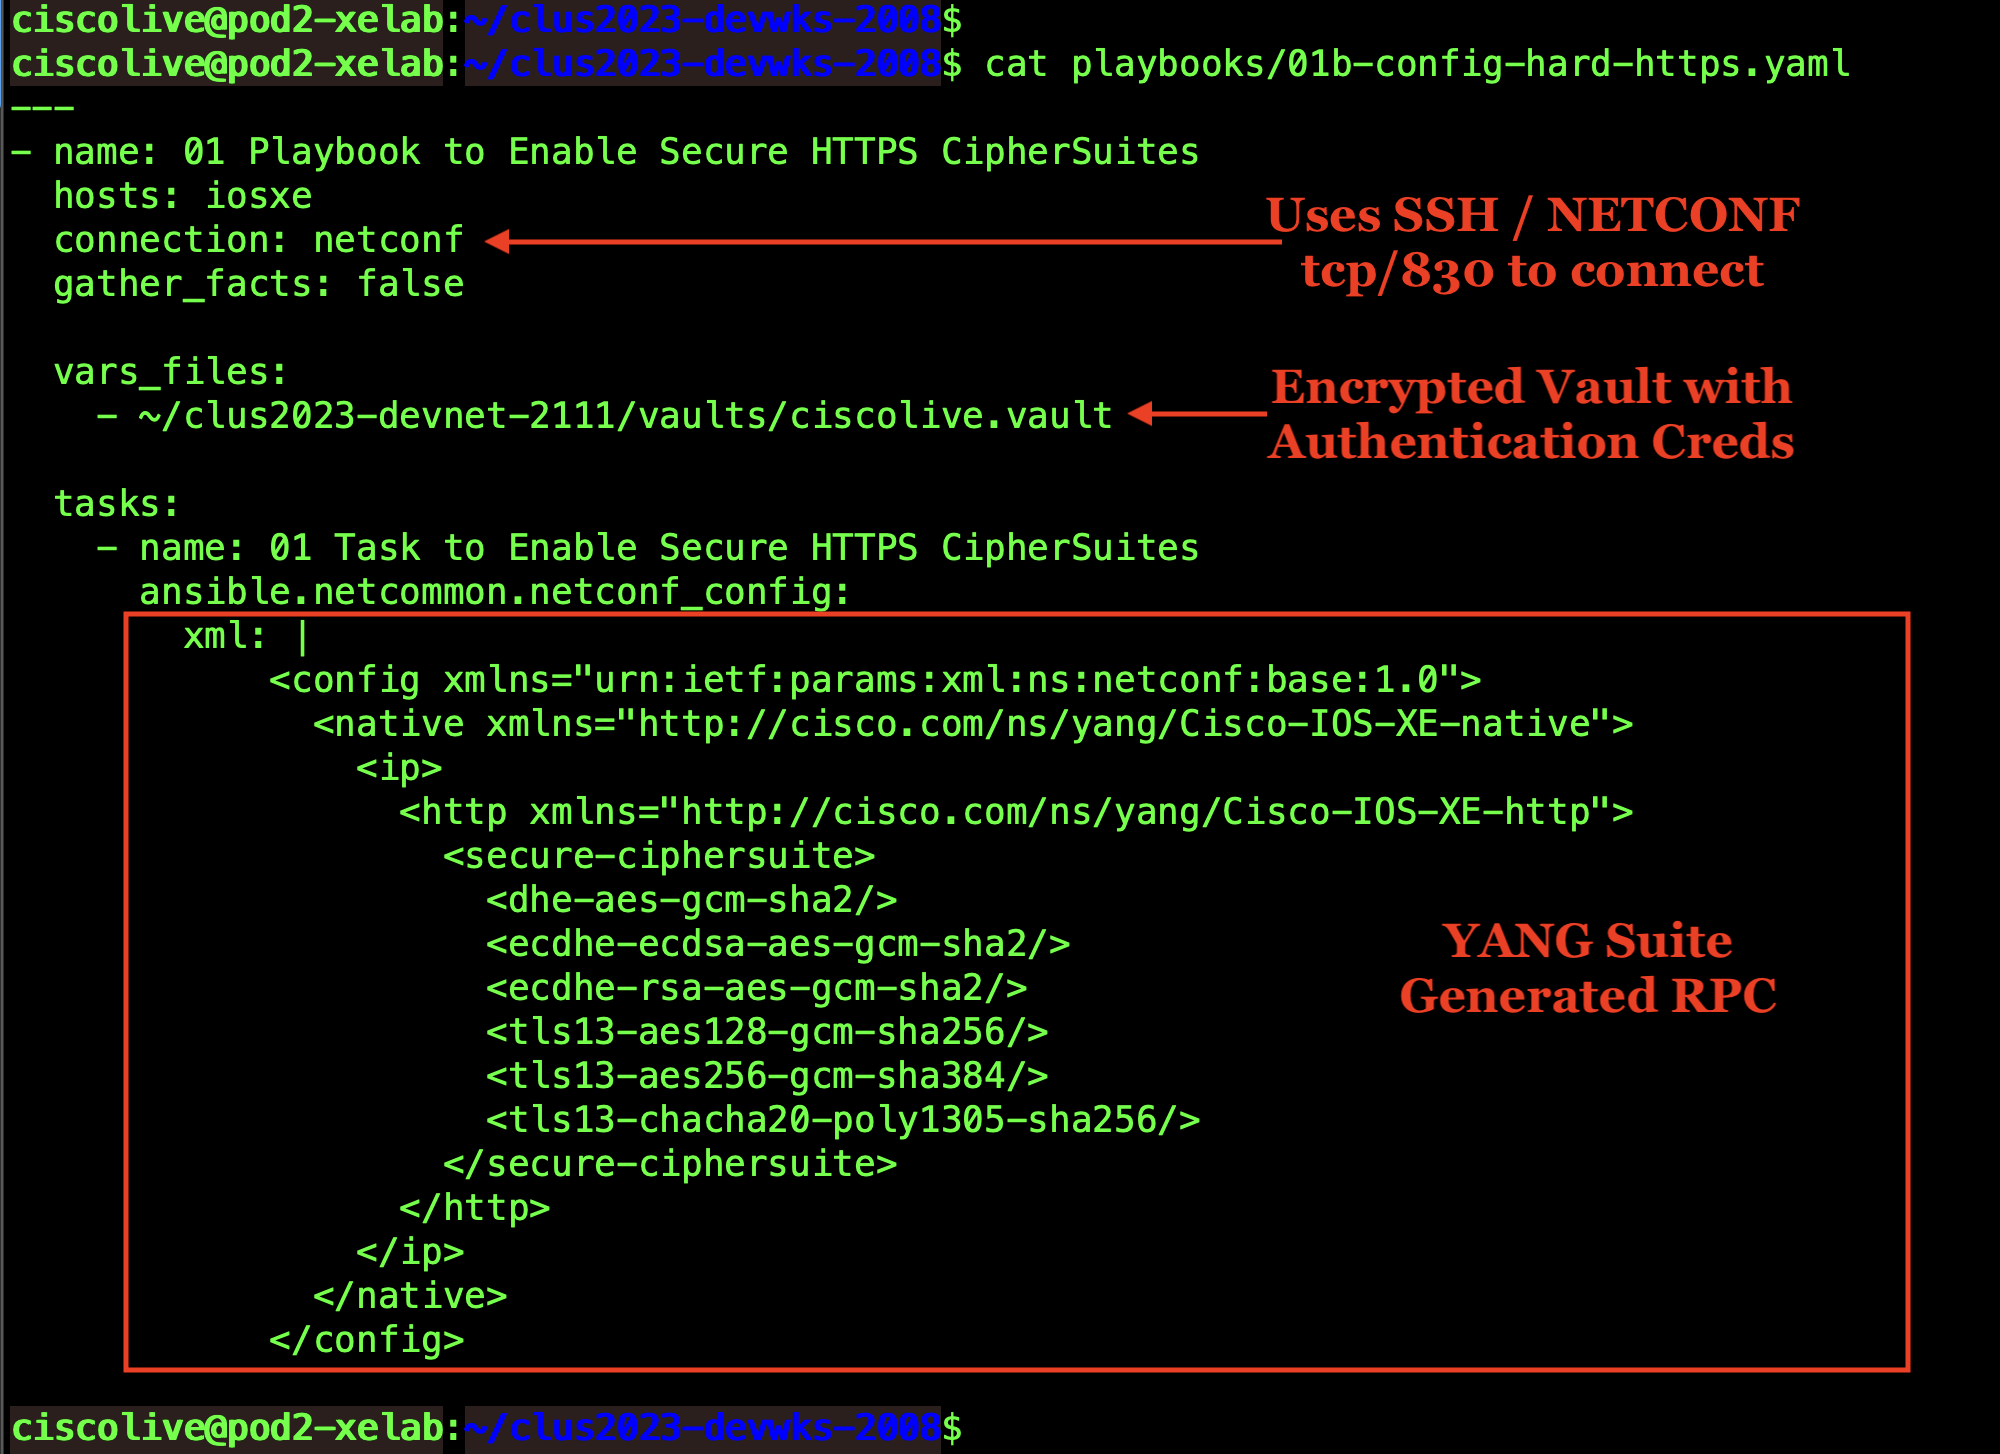 ciscolive@pod2-xelab:~/clus2023-devwks-2008$
ciscolive@pod2-xelab:~/clus2023-devwks-2008$ cat playbooks/01b-config-hard-https.yaml
---
- name: 01 Playbook to Enable Secure HTTPS CipherSuites
  hosts: iosxe
  connection: netconf
  gather_facts: false
Uses SSH / NETCONF
tcp/830 to connect
  vars_files:
    - ~/clus2023-devnet-2111/vaults/ciscolive.vault
Encrypted Vault with
Authentication Creds
  tasks:
    - name: 01 Task to Enable Secure HTTPS CipherSuites
      ansible.netcommon.netconf_config:
        xml: |
            <config xmlns="urn:ietf:params:xml:ns:netconf:base:1.0">
              <native xmlns="http://cisco.com/ns/yang/Cisco-IOS-XE-native">
                <ip>
                  <http xmlns="http://cisco.com/ns/yang/Cisco-IOS-XE-http">
                    <secure-ciphersuite>
                      <dhe-aes-gcm-sha2/>
                      <ecdhe-ecdsa-aes-gcm-sha2/>
                      <ecdhe-rsa-aes-gcm-sha2/>
                      <tls13-aes128-gcm-sha256/>
                      <tls13-aes256-gcm-sha384/>
                      <tls13-chacha20-poly1305-sha256/>
                    </secure-ciphersuite>
                  </http>
                </ip>
              </native>
            </config>
YANG Suite
Generated RPC
ciscolive@pod2-xelab:~/clus2023-devwks-2008$